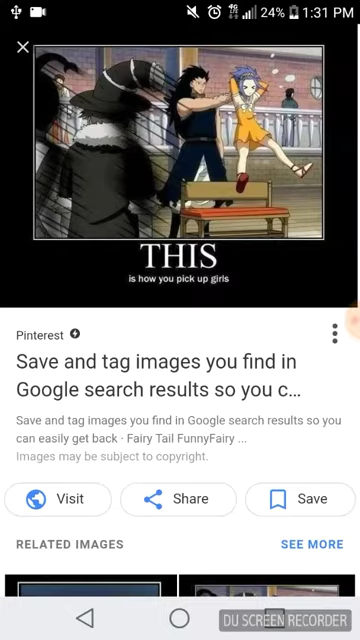 4G
LTE
24% 1:31 PM
THIS
is how you pick up girls
Pinterest
Save and tag images you find in
Google search results so you c...
Save and tag images you find in Google search results so you
can easily get back · Fairy Tail FunnyFairy ...
Images may be subject to copyright.
Visit
Share
Save
RELATED IMAGES
SEE MORE
DU SCREEN RECORDER